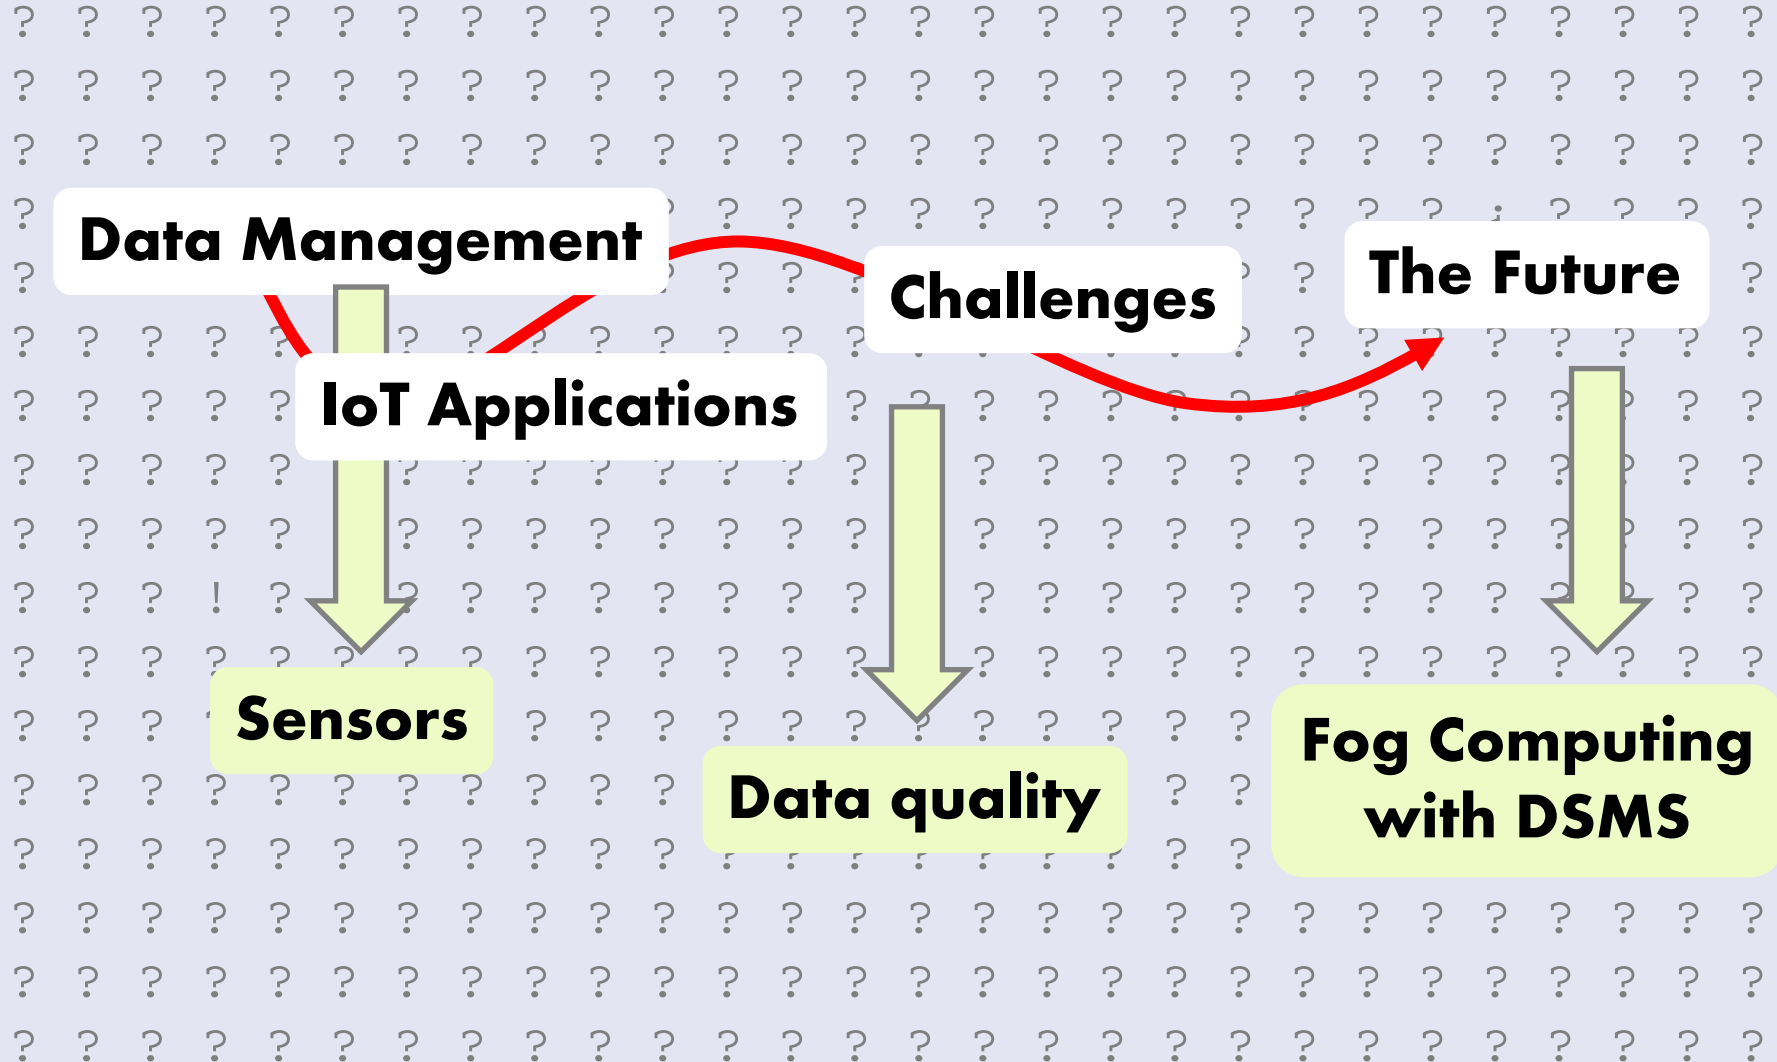 ? ? ? ? ? ? ? ? ? ? ? ? ? ? ? ? ? ? ? ? ? ? ? ? ? ? ? ?
? ? ? ? ? ? ? ? ? ? ? ? ? ? ? ? ? ? ? ? ? ? ? ? ? ? ? ?
? ? ? ? ? ? ? ? ? ? ? ? ? ? ? ? ? ? ? ? ? ? ? ? ? ? ? ?
Data Management
IoT Applications
Challenges
The Future
!
Sensors
Data quality
Fog Computing
with DSMS
? ? ? ? ? ? ? ? ? ? ? ? ? ? ? ? ? ? ? ? ? ? ? ? ? ? ? ?
? ? ? ? ? ? ? ? ? ? ? ? ? ? ? ? ? ? ? ? ? ? ? ? ? ? ? ?
? ? ? ? ? ? ? ? ? ? ? ? ? ? ? ? ? ? ? ? ? ? ? ? ? ? ? ?